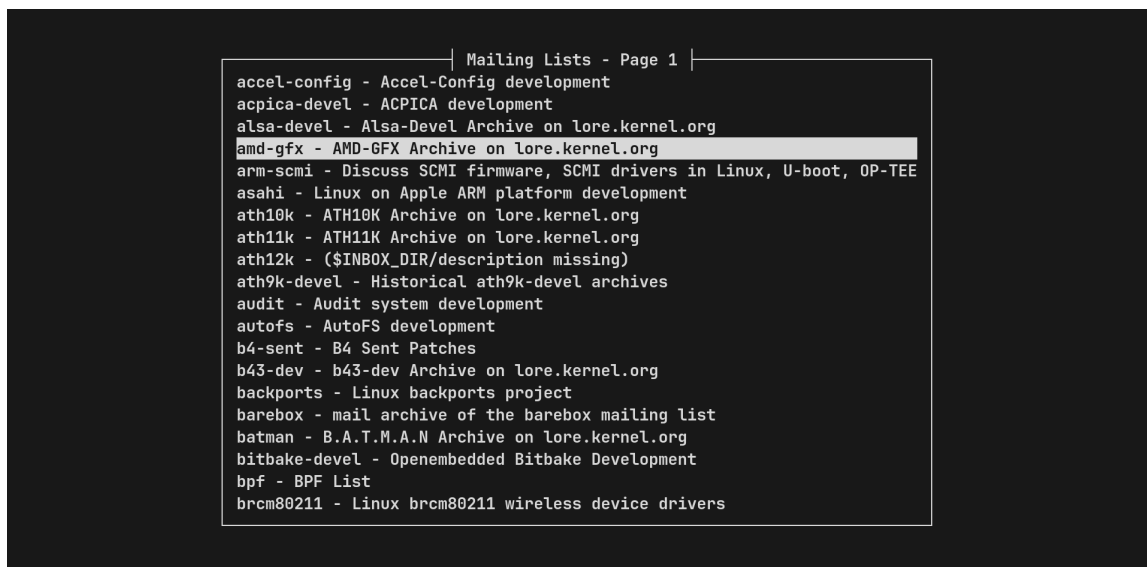 Mailing Lists - Page 1
accel-config - Accel-Config development
acpica-devel - ACPICA development
alsa-devel - Alsa-Devel Archive on lore.kernel.org
amd-gfx - AMD-GFX Archive on lore.kernel.org
arm-scmi - Discuss SCMI firmware, SCMI drivers in Linux, U-boot, OP-TEE
asahi - Linux on Apple ARM platform development
ath10k - ATH10K Archive on lore.kernel.org
ath11k - ATH11K Archive on lore.kernel.org
ath12k - ($INBOX_DIR/description missing)
ath9k-devel - Historical ath9k-devel archives
audit - Audit system development
autofs - AutoFS development
b4-sent - B4 Sent Patches
b43-dev - b43-dev Archive on lore.kernel.org
backports - Linux backports project
barebox - mail archive of the barebox mailing list
batman - B.A.T.M.A.N Archive on lore.kernel.org
bitbake-devel - Openembedded Bitbake Development
bpf - BPF List
brcm80211 - Linux brcm80211 wireless device drivers